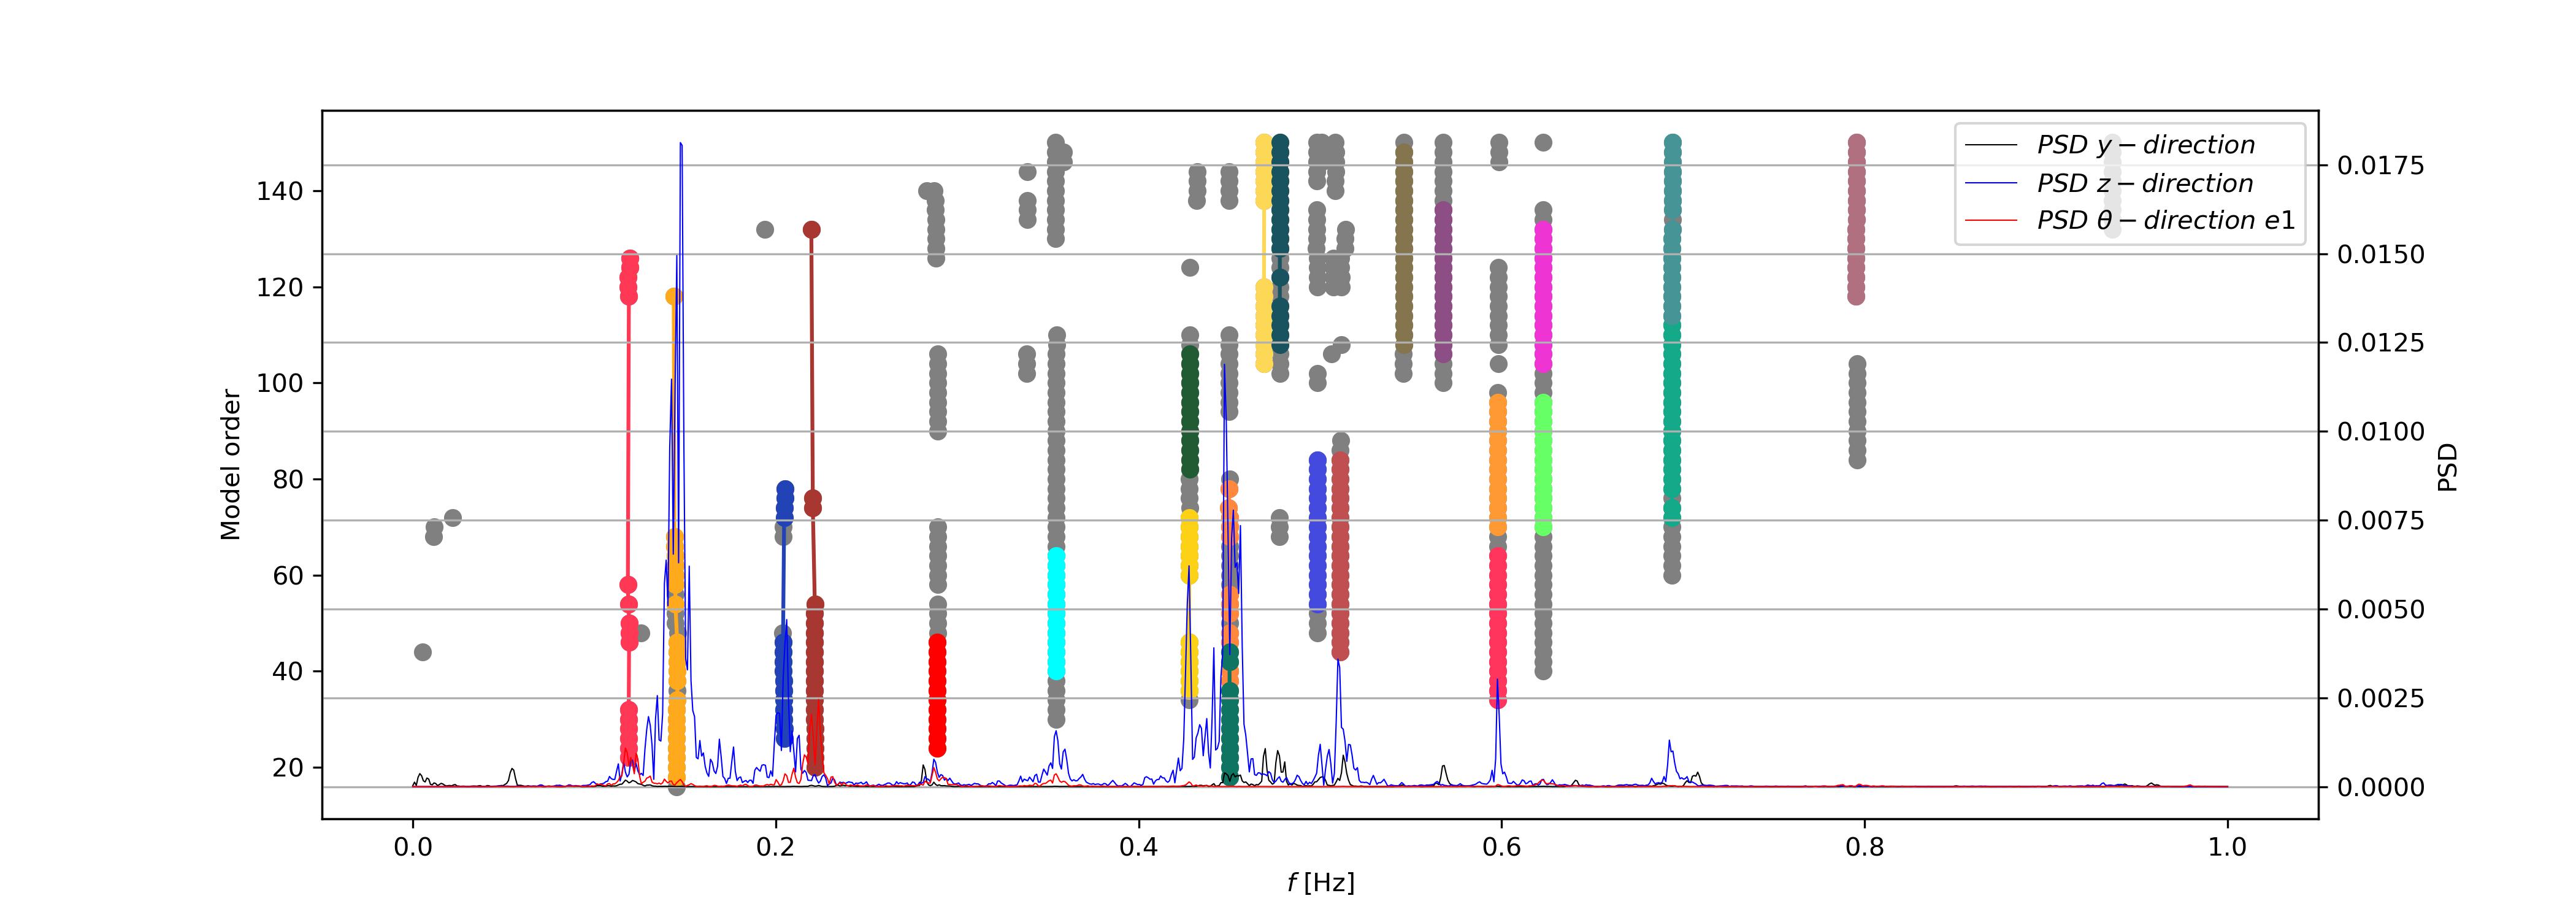 PSD y − direction
PSD z − direction
PSD θ − direction e1
140
120
100
80
60
40
20
Model order
0.0175
0.0150
0.0125
0.0100
0.0075
0.0050
0.0025
0.0000
PSD
0.0 0.2 0.4 0.6 0.8 1.0
f [Hz]